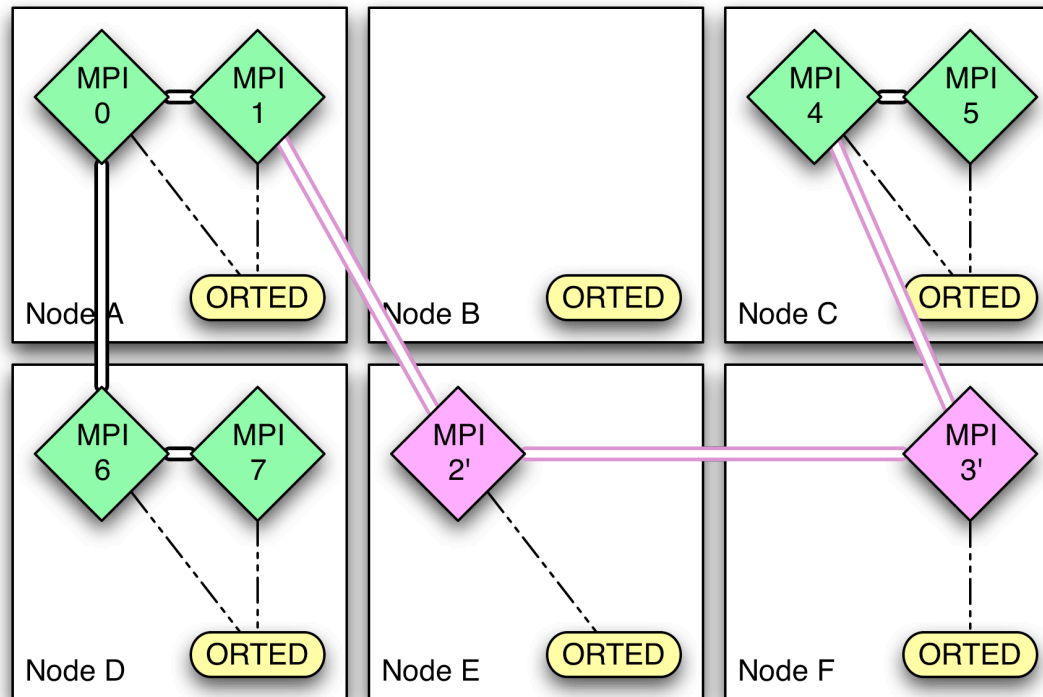 MPI
0
MPI
1
ORTED
Node A
Node B
ORTED
MPI
4
MPI
5
ORTED
Node C
MPI
6
MPI
7
ORTED
Node D
MPI
2'
ORTED
Node E
MPI
3'
ORTED
Node F